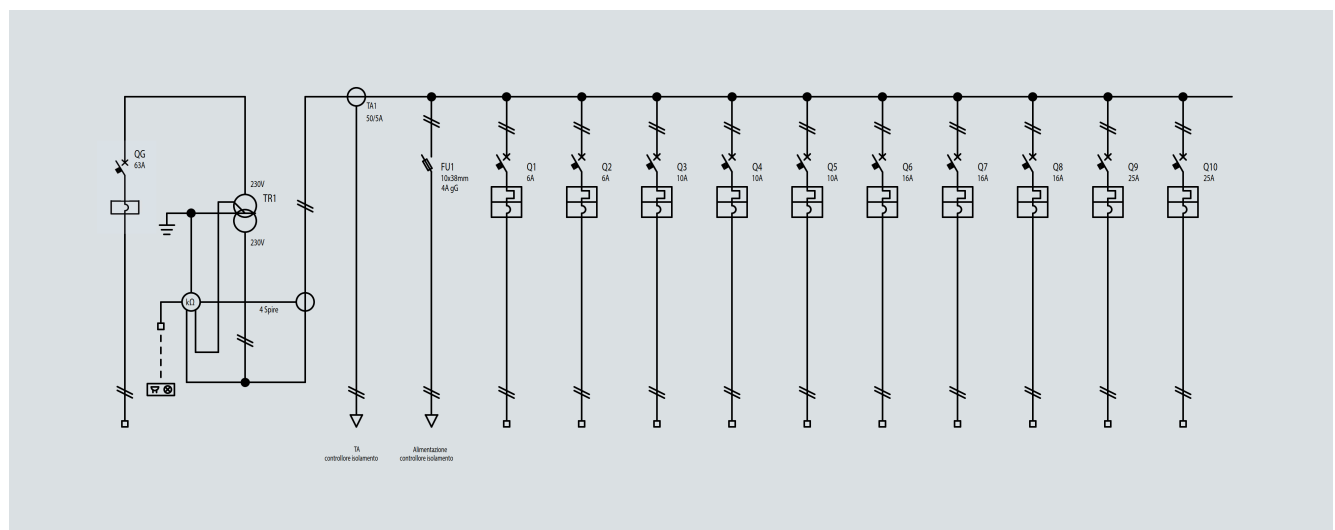 QG
63A
230V
TR1
230V
kΩ
4 Spire
TA1
50/5A
FU1
10x38mm
4A gG
Q1
6A
Q2
6A
Q3
10A
Q4
10A
Q5
10A
Q6
16A
Q7
16A
Q8
16A
Q9
25A
Q10
25A
TA
controllore isolamento
Alimentazione
controllore isolamento